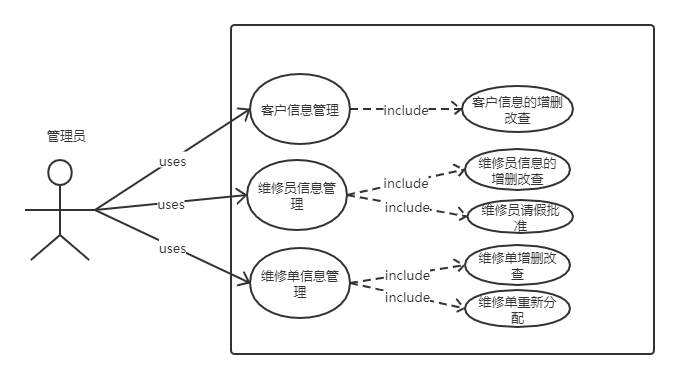 管理员
uses
uses
uses
客户信息管理
include
客户信息的增删
改查
维修员信息管
理
include
维修员信息的
增删改查
include
维修员请假批
准
维修单信息管
理
include
维修单增删改
查
include
维修单重新分
配